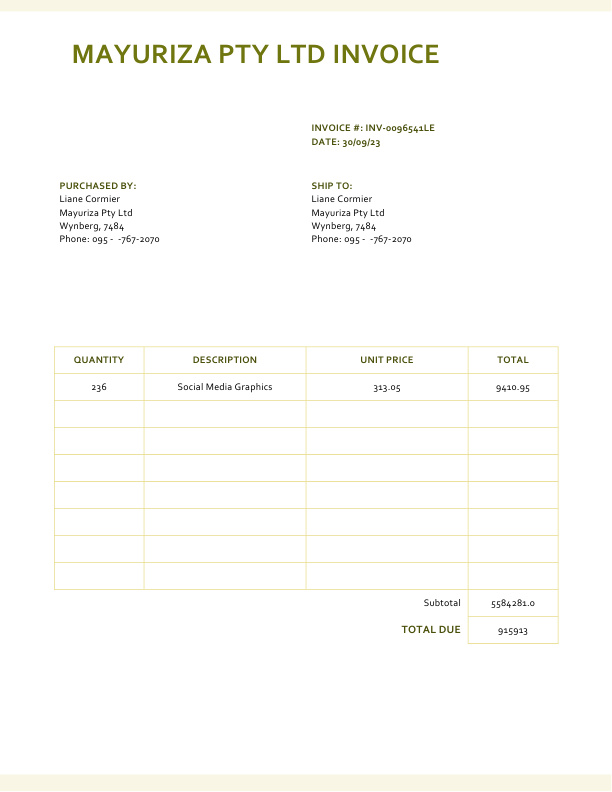 MAYURIZA PTY LTD INVOICE
INVOICE #: INV-0096541LE
DATE: 30/09/23
PURCHASED BY:
Liane Cormier
Mayuriza Pty Ltd
Wynberg, 7484
Phone: 095 -  -767-2070
SHIP TO:
Liane Cormier
Mayuriza Pty Ltd
Wynberg, 7484
Phone: 095 -  -767-2070
QUANTITY DESCRIPTION UNIT PRICE TOTAL
236 Social Media Graphics 313.05 9410.95
Subtotal 5584281.0
TOTAL DUE 915913